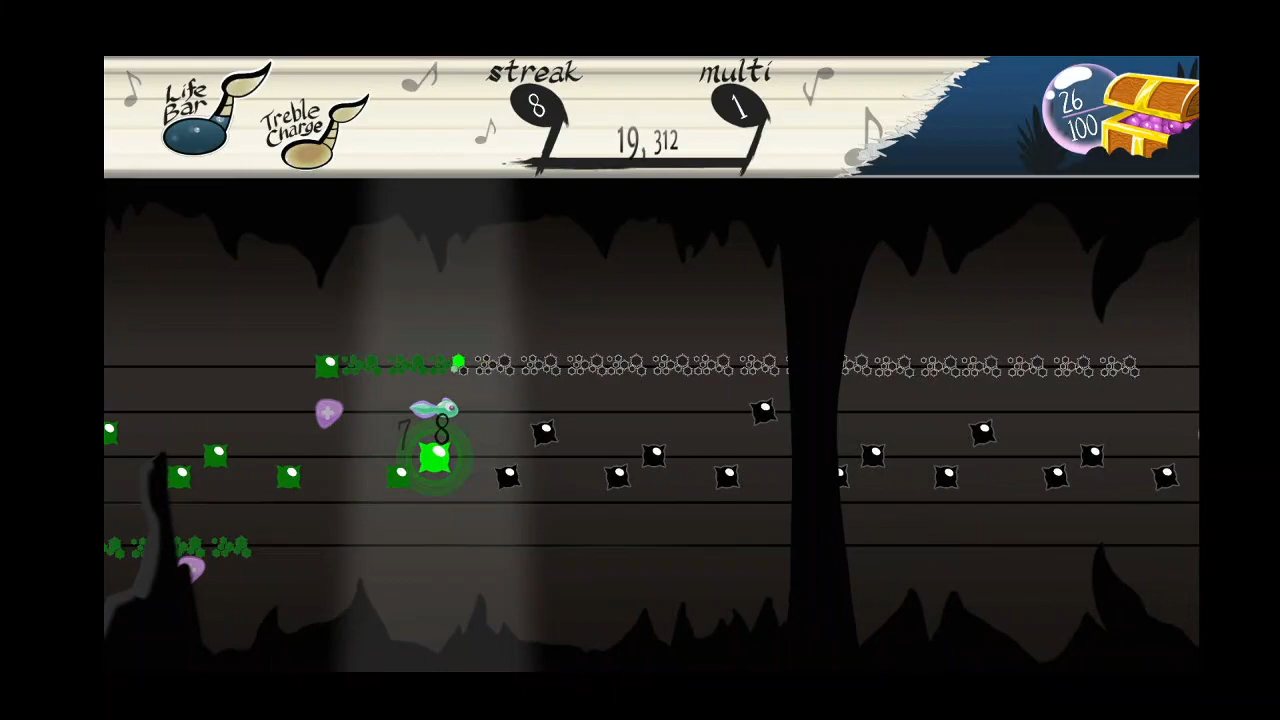 Life
Bar
Treble
Charge
streak
8
multi
1
19,312
26
100
7 8